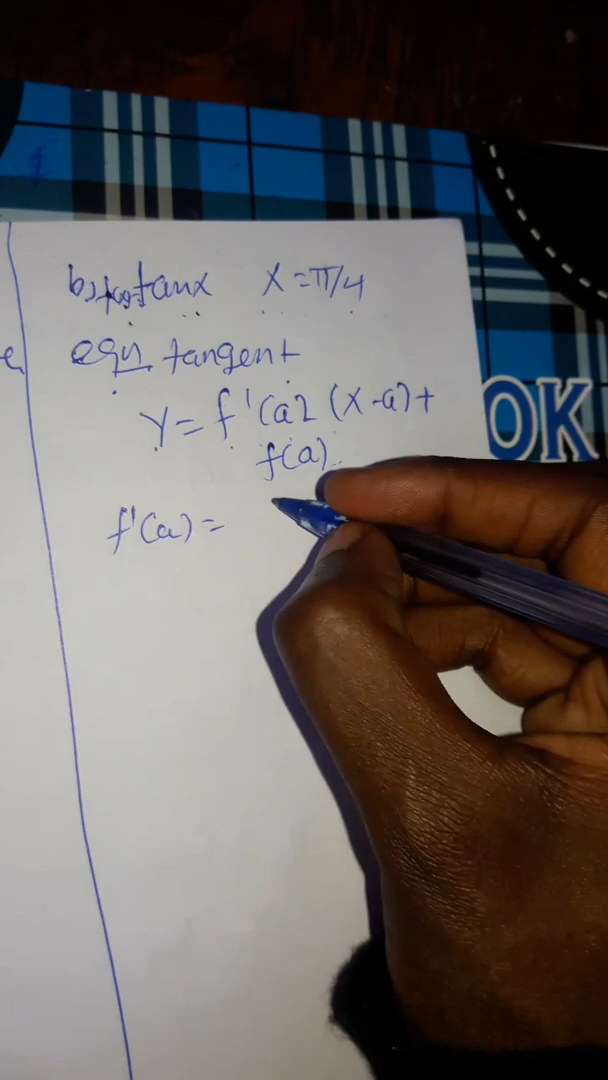 b) tanx X = π/4
e
eqn tangent
Y = f'(a) (x-a) +
f(a)
f'(a) =
OK